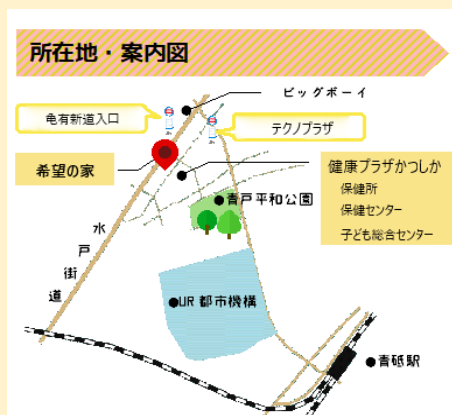 所在地・案内図
ビッグボーイ
亀有新道入口
テクノプラザ
希望の家
健康プラザかつしか
保健所
保健センター
子ども総合センター
青戸平和公園
水戸街道
UR 都市機構
青砥駅